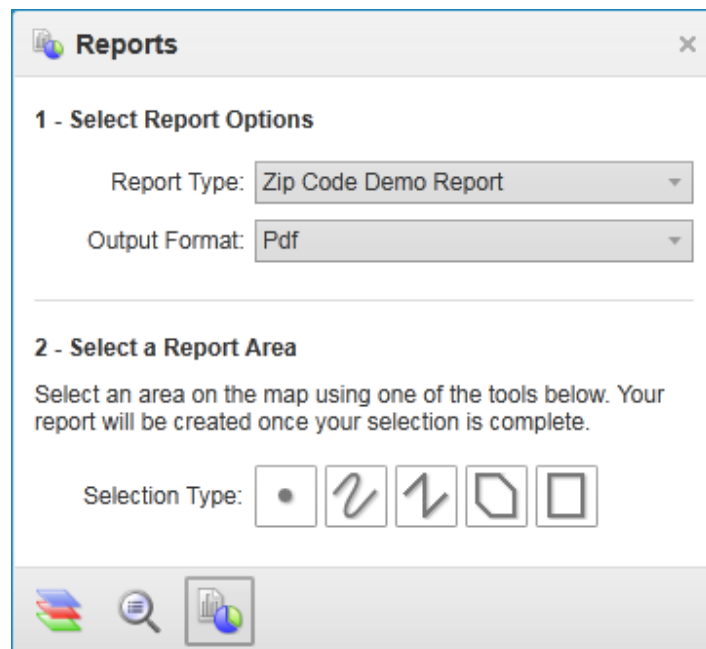 Reports
1 - Select Report Options
Report Type: Zip Code Demo Report
Output Format: Pdf
2 - Select a Report Area
Select an area on the map using one of the tools below. Your
report will be created once your selection is complete.
Selection Type: